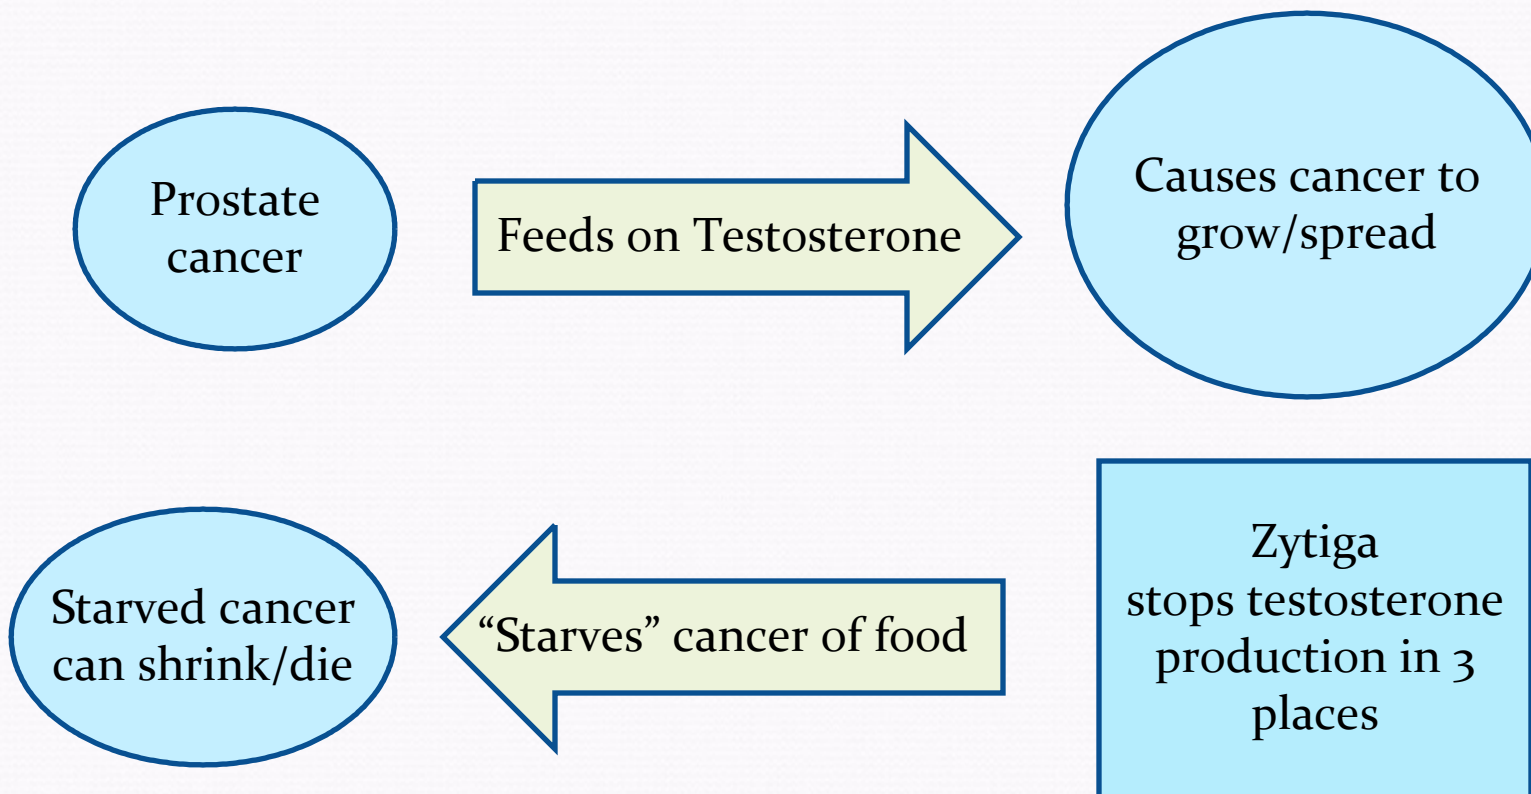 Prostate
cancer
Feeds on Testosterone
Causes cancer to
grow/spread
Starved cancer
can shrink/die
“Starves” cancer of food
Zytiga
stops testosterone
production in 3
places